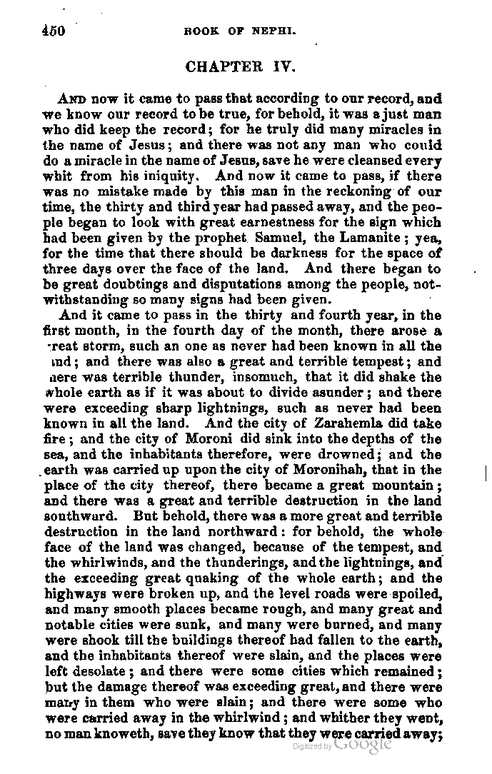 450
BOOK OF NEPHI.
CHAPTER IV.
AND now it came to pass that according to our record, and
we know our record to be true, for behold, it was a just man
who did keep the record; for he truly did many miracles in
the name of Jesus; and there was not any man who could
do a miracle in the name of Jesus, save he were cleansed every
whit from his iniquity. And now it came to pass, if there
was no mistake made by this man in the reckoning of our
time, the thirty and third year had passed away, and the peo-
ple began to look with great earnestness for the sign which
had been given by the prophet Samuel, the Lamanite; yea,
for the time that there should be darkness for the space of
three days over the face of the land. And there began to
be great doubtings and disputations among the people, not-
withstanding so many signs had been given.
And it came to pass in the thirty and fourth year, in the
first month, in the fourth day of the month, there arose a
reat storm, such an one as never had been known in all the
nd; and there was also a great and terrible tempest; and
here was terrible thunder, insomuch, that it did shake the
whole earth as if it was about to divide asunder; and there
were exceeding sharp lightnings, such as never had been
known in all the land. And the city of Zarahemla did take
fire; and the city of Moroni did sink into the depths of the
sea, and the inhabitants therefore, were drowned; and the
earth was carried up upon the city of Moronihah, that in the
place of the city thereof, there became a great mountain;
and there was a great and terrible destruction in the land
southward. But behold, there was a more great and terrible
destruction in the land northward: for behold, the whole
face of the land was changed, because of the tempest, and
the whirlwinds, and the thunderings, and the lightnings, and
the exceeding great quaking of the whole earth; and the
highways were broken up, and the level roads were spoiled,
and many smooth places became rough, and many great and
notable cities were sunk, and many were burned, and many
were shook till the buildings thereof had fallen to the earth,
and the inhabitants thereof were slain, and the places were
left desolate; and there were some cities which remained;
but the damage thereof was exceeding great, and there were
many in them who were slain; and there were some who
were carried away in the whirlwind; and whither they went,
no man knoweth, save they know that they were carried away;
Digitized by Google